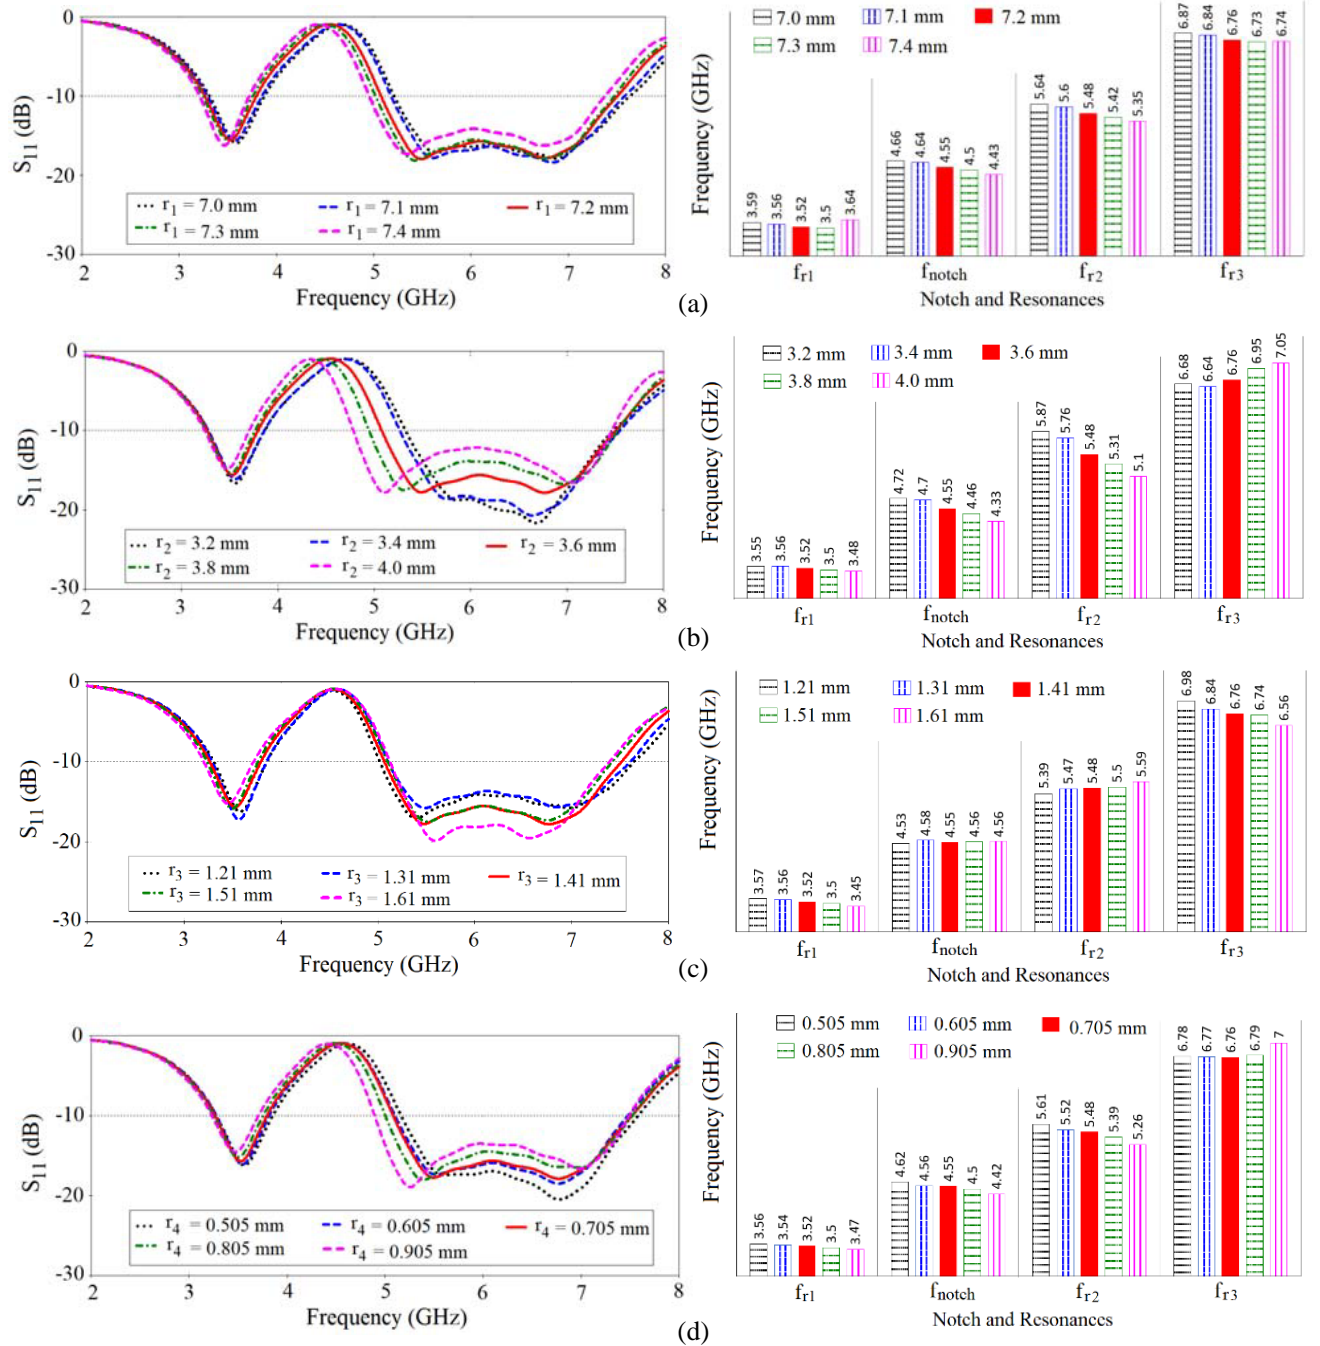 0
-10
-20
-30
S11 (dB)
r1 = 7.0 mm r1 = 7.1 mm r1 = 7.2 mm
r1 = 7.3 mm r1 = 7.4 mm
2 3 4 5 6 7 8
Frequency (GHz)
Frequency (GHz)
7.0 mm 7.1 mm 7.2 mm
7.3 mm 7.4 mm
3.59 3.56 3.52 3.5 3.64
4.66 4.64 4.55 4.5 4.43
5.64 5.6 5.48 5.42 5.35
6.87 6.84 6.76 6.73 6.74
fr1 fnotch fr2 fr3
Notch and Resonances
(a)
0
-10
-20
-30
S11 (dB)
r2 = 3.2 mm r2 = 3.4 mm r2 = 3.6 mm
r2 = 3.8 mm r2 = 4.0 mm
2 3 4 5 6 7 8
Frequency (GHz)
Frequency (GHz)
3.2 mm 3.4 mm 3.6 mm
3.8 mm 4.0 mm
3.55 3.56 3.52 3.5 3.48
4.72 4.7 4.55 4.46 4.33
5.87 5.76 5.48 5.31 5.1
6.68 6.64 6.76 6.95 7.05
fr1 fnotch fr2 fr3
Notch and Resonances
(b)
0
-10
-20
-30
S11 (dB)
r3 = 1.21 mm r3 = 1.31 mm r3 = 1.41 mm
r3 = 1.51 mm r3 = 1.61 mm
2 3 4 5 6 7 8
Frequency (GHz)
Frequency (GHz)
1.21 mm 1.31 mm 1.41 mm
1.51 mm 1.61 mm
3.57 3.56 3.52 3.5 3.45
4.53 4.58 4.55 4.56 4.56
5.39 5.47 5.48 5.5 5.59
6.98 6.84 6.76 6.74 6.56
fr1 fnotch fr2 fr3
Notch and Resonances
(c)
0
-10
-20
-30
S11 (dB)
r4 = 0.505 mm r4 = 0.605 mm r4 = 0.705 mm
r4 = 0.805 mm r4 = 0.905 mm
2 3 4 5 6 7 8
Frequency (GHz)
Frequency (GHz)
0.505 mm 0.605 mm 0.705 mm
0.805 mm 0.905 mm
3.56 3.54 3.52 3.5 3.47
4.62 4.56 4.55 4.5 4.42
5.61 5.52 5.48 5.39 5.26
6.78 6.77 6.76 6.79 7
fr1 fnotch fr2 fr3
Notch and Resonances
(d)